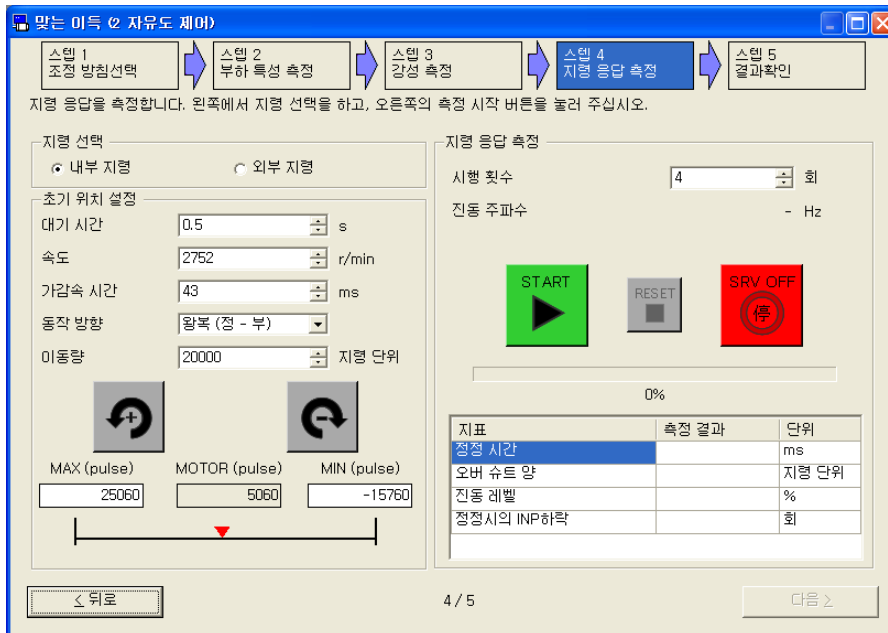 맞는 이득 (2 자유도 제어)
스텝 1
조정 방침선택
스텝 2
부하 특성 측정
스텝 3
강성 측정
스텝 4
지령 응답 측정
스텝 5
결과확인
지령 응답을 측정합니다. 왼쪽에서 지령 선택을 하고, 오른쪽의 측정 시작 버튼을 눌러 주십시오.
지령 선택
내부 지령 외부 지령
초기 위치 설정
대기 시간 0.5 s
속도 2752 r/min
가감속 시간 43 ms
동작 방향 왕복 (정 - 부)
이동량 20000 지령 단위
MAX (pulse) MOTOR (pulse) MIN (pulse)
25060 5060 -15760
지령 응답 측정
시행 횟수 4 회
진동 주파수 - Hz
START RESET SRV OFF
停
0%
지표 측정 결과 단위
정정 시간 ms
오버 슈트 양 지령 단위
진동 레벨 %
정정시의 INP하락 회
< 뒤로 4 / 5 다음 >